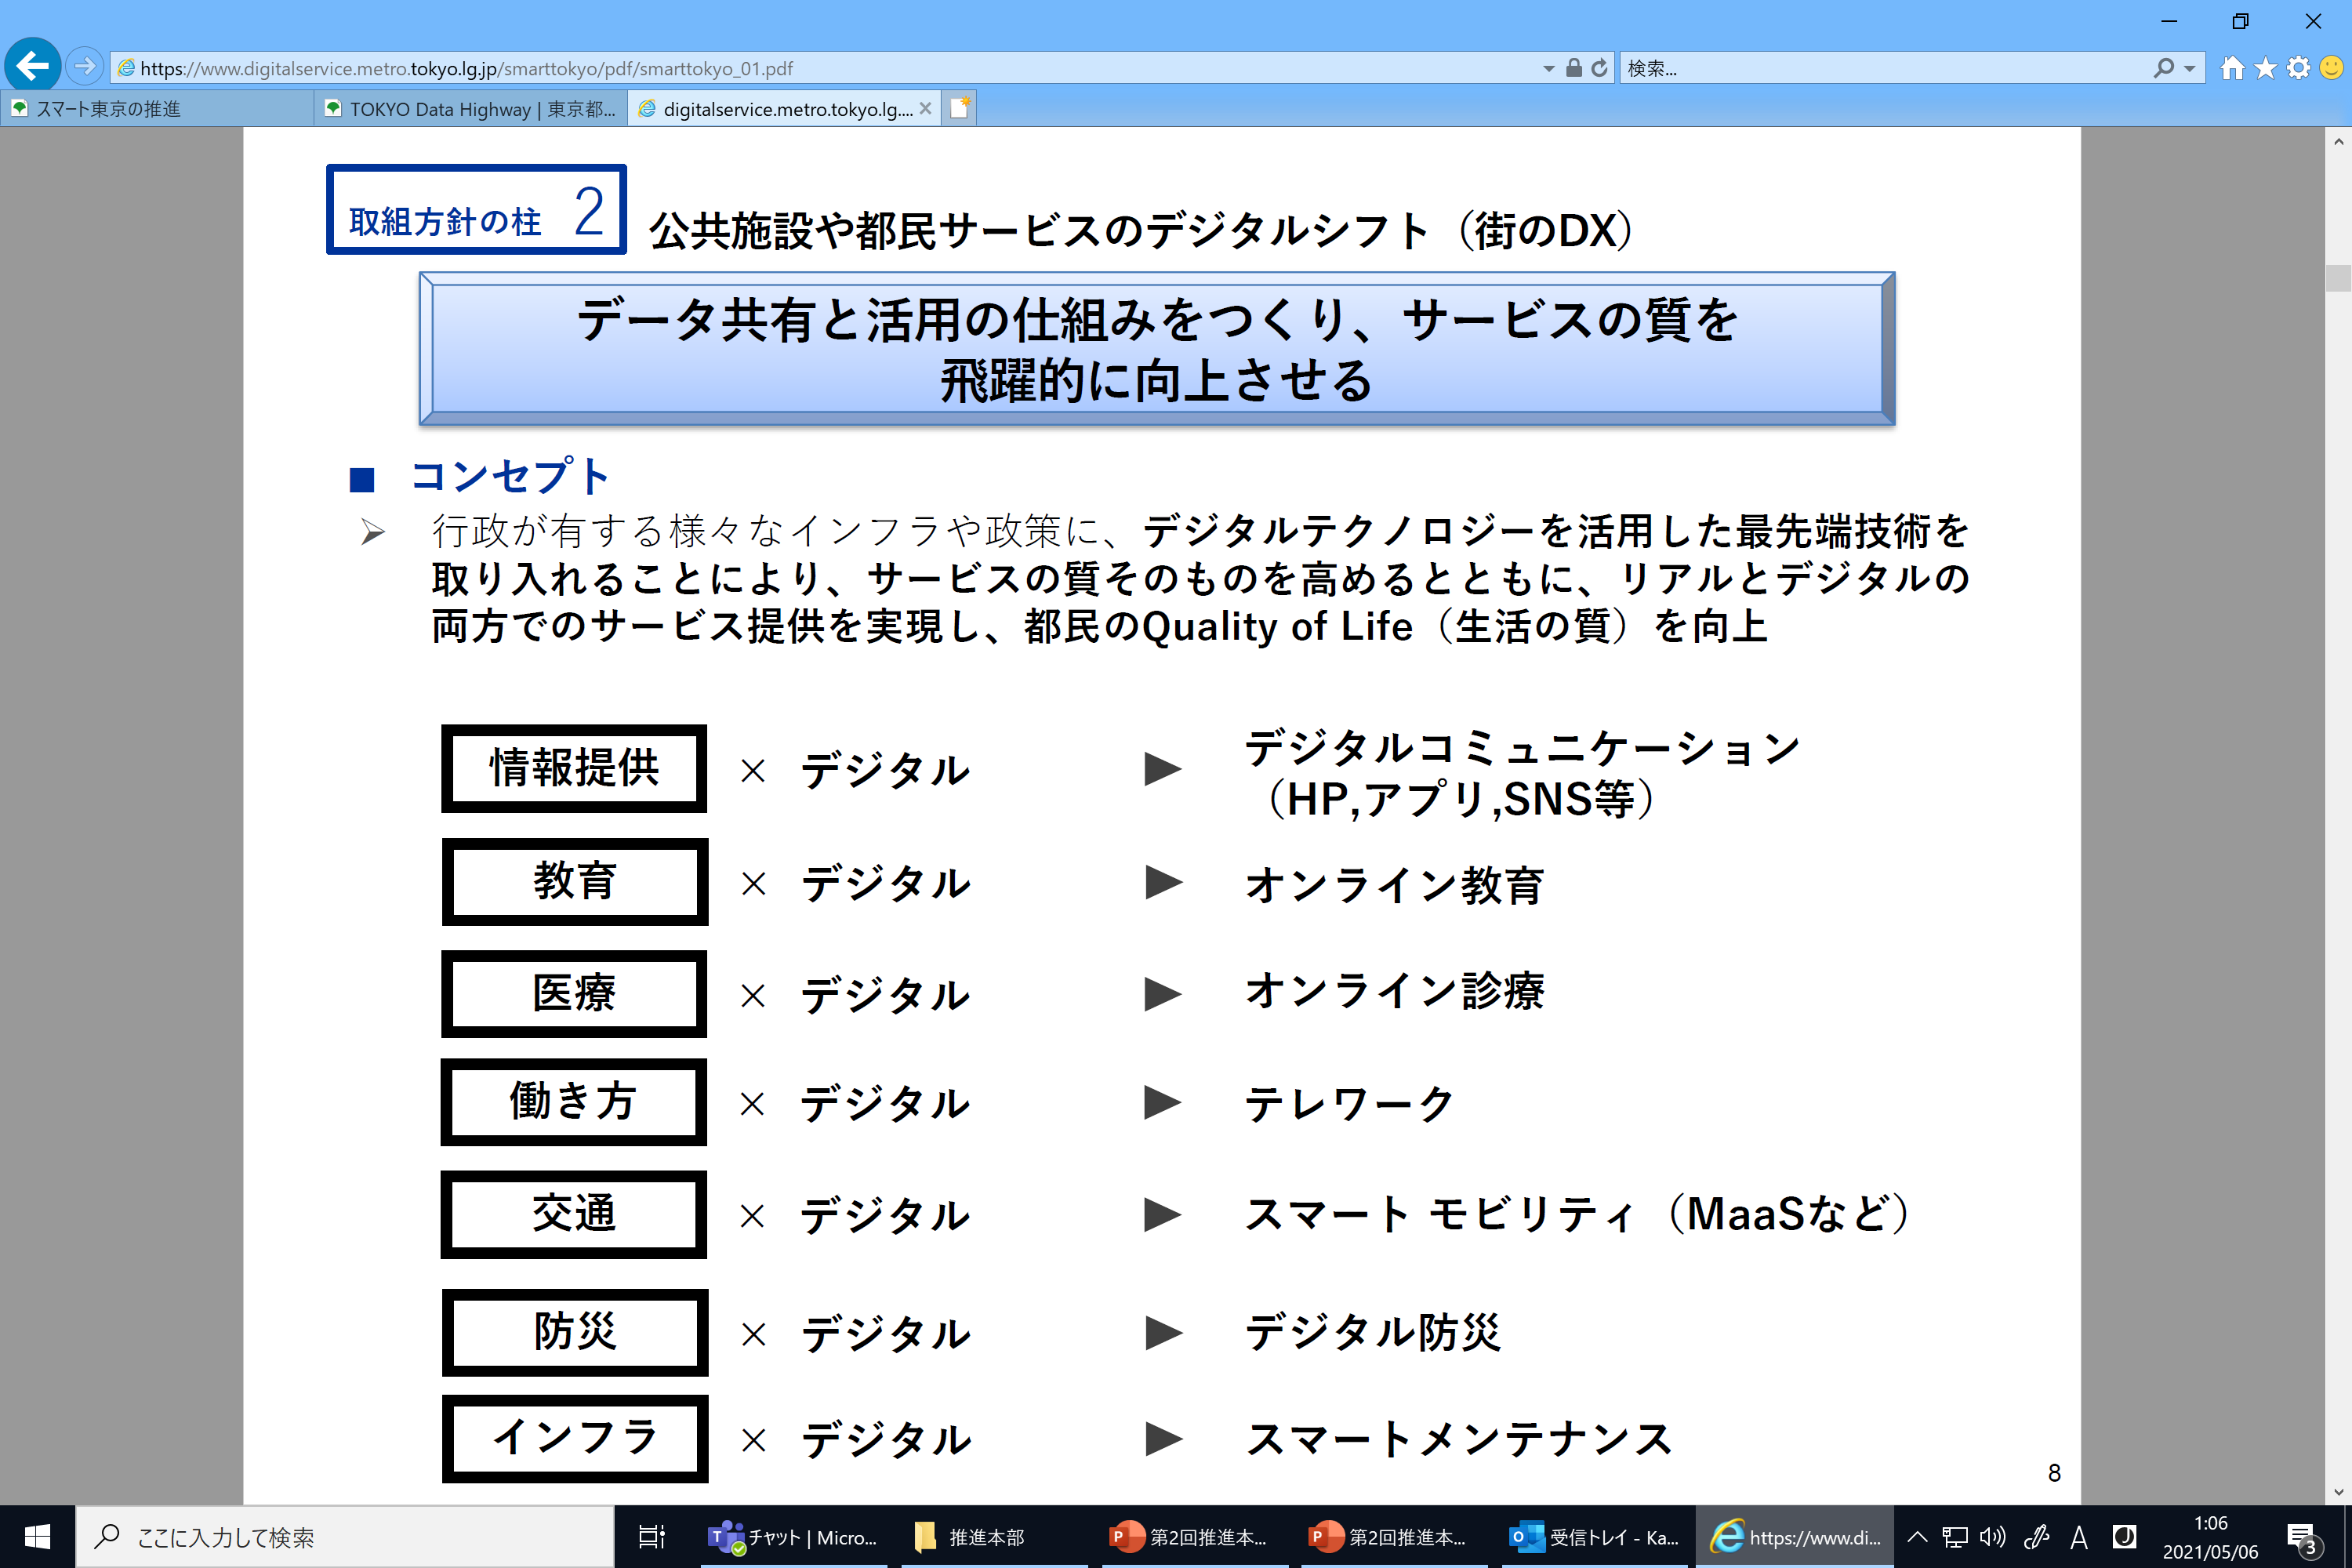 https://www.digitalservice.metro.tokyo.lg.jp/smarttokyo/pdf/smarttokyo_01.pdf
検索...
スマート東京の推進
TOKYO Data Highway | 東京都...
digitalservice.metro.tokyo.lg....
取組方針の柱 2
公共施設や都民サービスのデジタルシフト（街のDX）
データ共有と活用の仕組みをつくり、サービスの質を
飛躍的に向上させる
■ コンセプト
➢ 行政が有する様々なインフラや政策に、デジタルテクノロジーを活用した最先端技術を
取り入れることにより、サービスの質そのものを高めるとともに、リアルとデジタルの
両方でのサービス提供を実現し、都民のQuality of Life（生活の質）を向上
情報提供 × デジタル ▶ デジタルコミュニケーション
（HP,アプリ,SNS等）
教育 × デジタル ▶ オンライン教育
医療 × デジタル ▶ オンライン診療
働き方 × デジタル ▶ テレワーク
交通 × デジタル ▶ スマート モビリティ（MaaSなど）
防災 × デジタル ▶ デジタル防災
インフラ × デジタル ▶ スマートメンテナンス
8
ここに入力して検索
チャット | Micro...
推進本部
第2回推進本...
第2回推進本...
受信トレイ - Ka...
https://www.di...
A
1:06
2021/05/06
3